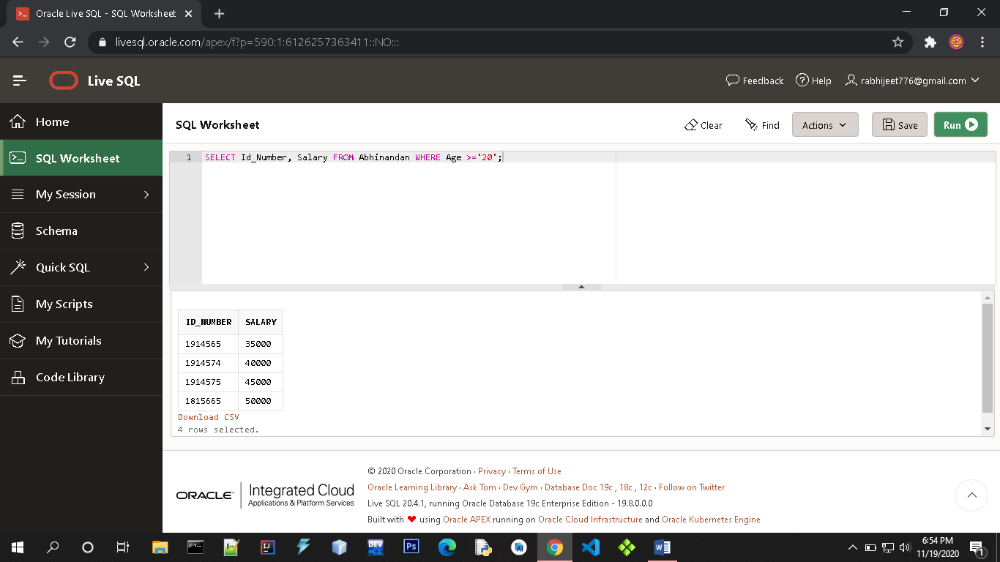 Oracle Live SQL - SQL Worksheet
livesql.oracle.com/apex/f?p=590:1:6126257363411::NO:::
Live SQL
Feedback
Help
rabhijeet776@gmail.com
Home
SQL Worksheet
My Session
Schema
Quick SQL
My Scripts
My Tutorials
Code Library
SQL Worksheet
Clear
Find
Actions
Save
Run
1 SELECT Id_Number, Salary FROM Abhinandan WHERE Age >='20';
ID_NUMBER SALARY
1914565 35000
1914574 40000
1914575 45000
1815665 50000
Download CSV
4 rows selected.
ORACLE
Integrated Cloud
Applications & Platform Services
© 2020 Oracle Corporation · Privacy · Terms of Use
Oracle Learning Library · Ask Tom · Dev Gym · Database Doc 19c , 18c , 12c · Follow on Twitter
Live SQL 20.4.1, running Oracle Database 19c Enterprise Edition - 19.8.0.0.0
Built with ❤ using Oracle APEX running on Oracle Cloud Infrastructure and Oracle Kubernetes Engine
DEV
Ps
6:54 PM
11/19/2020
1